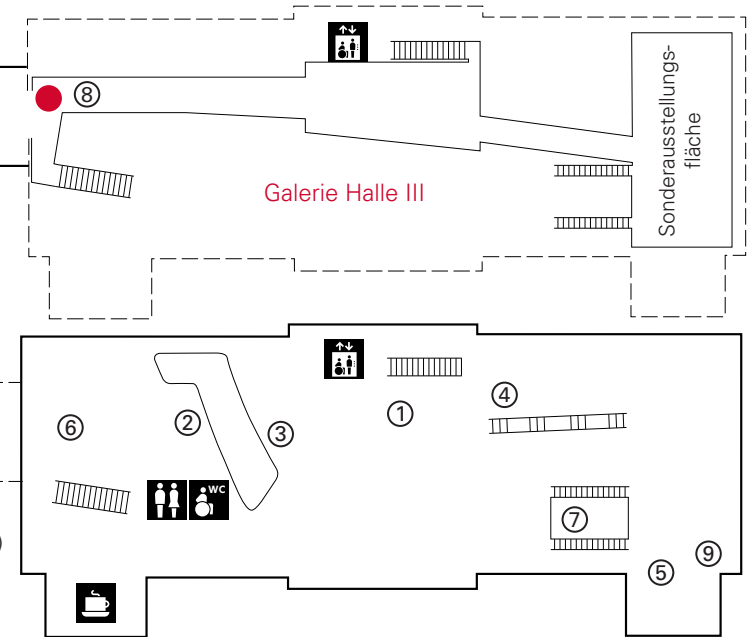 ⑧
Sonderausstellungs-
fläche
Galerie Halle III
①
②
③
④
⑥
WC
⑦
⑨
⑤